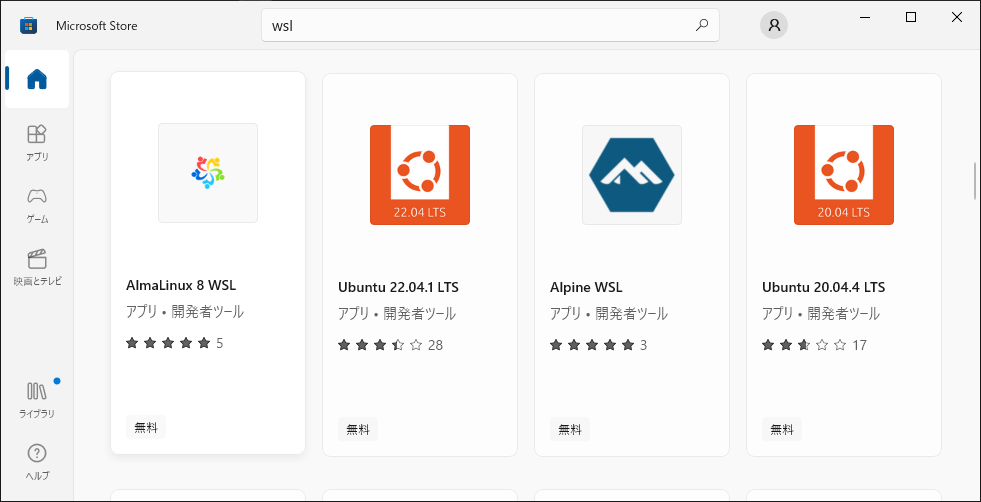 Microsoft Store
wsl
アプリ
ゲーム
映画とテレビ
ライブラリ
ヘルプ
AlmaLinux 8 WSL
アプリ • 開発者ツール
5
無料
22.04 LTS
Ubuntu 22.04.1 LTS
アプリ • 開発者ツール
28
無料
Alpine WSL
アプリ • 開発者ツール
3
無料
20.04 LTS
Ubuntu 20.04.4 LTS
アプリ • 開発者ツール
17
無料